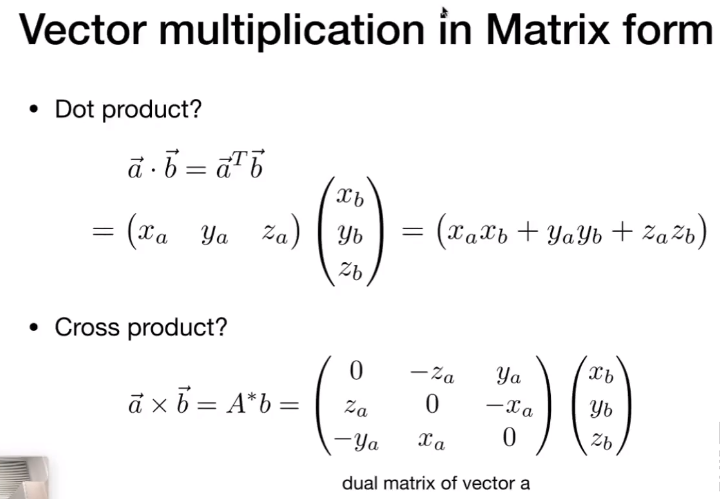 Vector multiplication in Matrix form
• Dot product?
$\vec{a} \cdot \vec{b} = \vec{a}^T \vec{b}$
$= \begin{pmatrix} x_a & y_a & z_a \end{pmatrix} \begin{pmatrix} x_b \\ y_b \\ z_b \end{pmatrix} = \begin{pmatrix} x_a x_b + y_a y_b + z_a z_b \end{pmatrix}$
• Cross product?
$\vec{a} \times \vec{b} = A^* b = \begin{pmatrix} 0 & -z_a & y_a \\ z_a & 0 & -x_a \\ -y_a & x_a & 0 \end{pmatrix} \begin{pmatrix} x_b \\ y_b \\ z_b \end{pmatrix}$
dual matrix of vector a